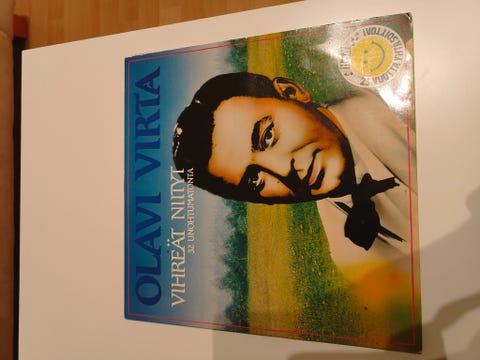 OLAVI VIRTA
VIHREÄT NIITYT
32 UNOHTUMATONTA